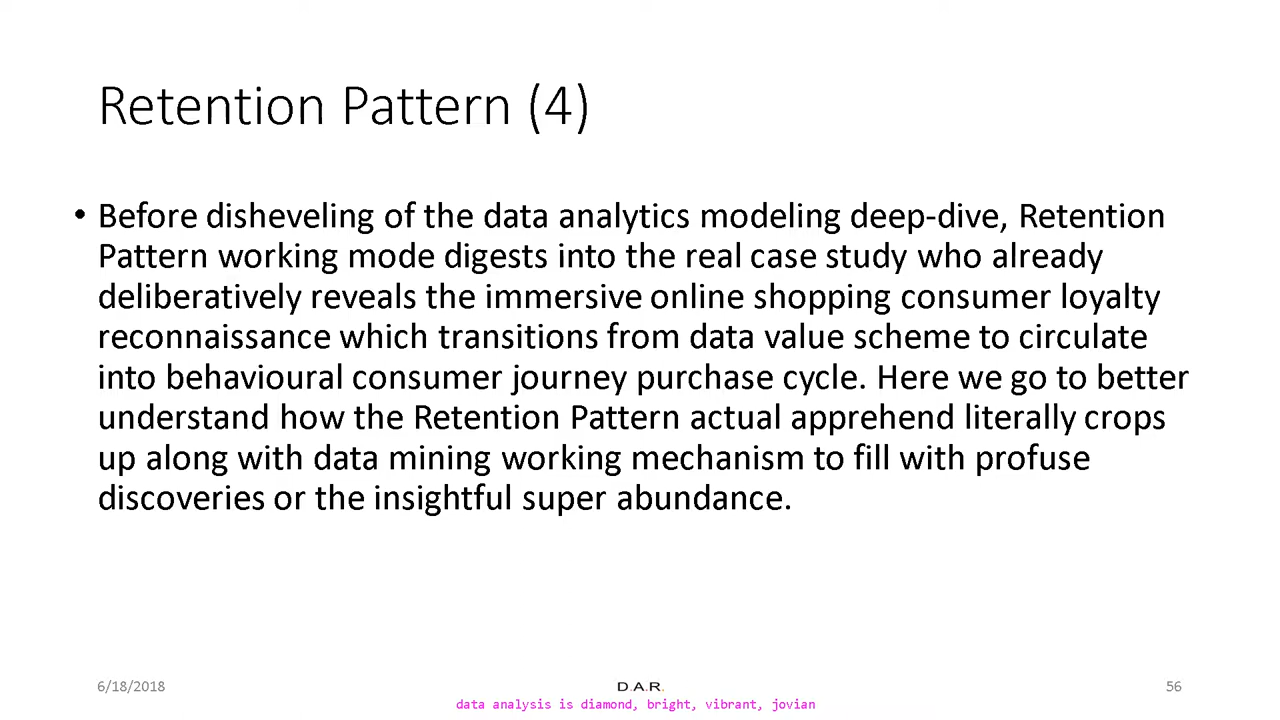 Retention Pattern (4)
• Before disheveling of the data analytics modeling deep-dive, Retention
Pattern working mode digests into the real case study who already
deliberatively reveals the immersive online shopping consumer loyalty
reconnaissance which transitions from data value scheme to circulate
into behavioural consumer journey purchase cycle. Here we go to better
understand how the Retention Pattern actual apprehend literally crops
up along with data mining working mechanism to fill with profuse
discoveries or the insightful super abundance.
6/18/2018
D.A.R.
56
data analysis is diamond, bright, vibrant, jovian